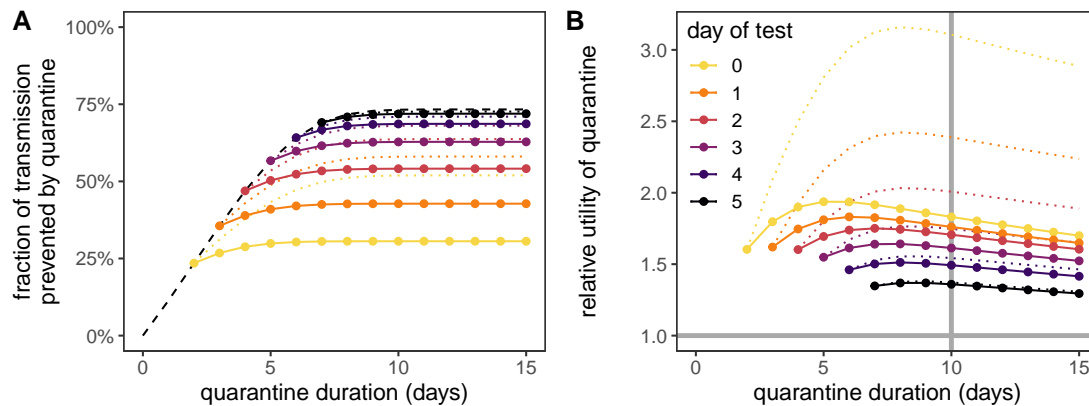 A
fraction of transmission
prevented by quarantine
100%
75%
50%
25%
0%
0 5 10 15
quarantine duration (days)
B
relative utility of quarantine
3.0
2.5
2.0
1.5
1.0
day of test
0
1
2
3
4
5
0 5 10 15
quarantine duration (days)